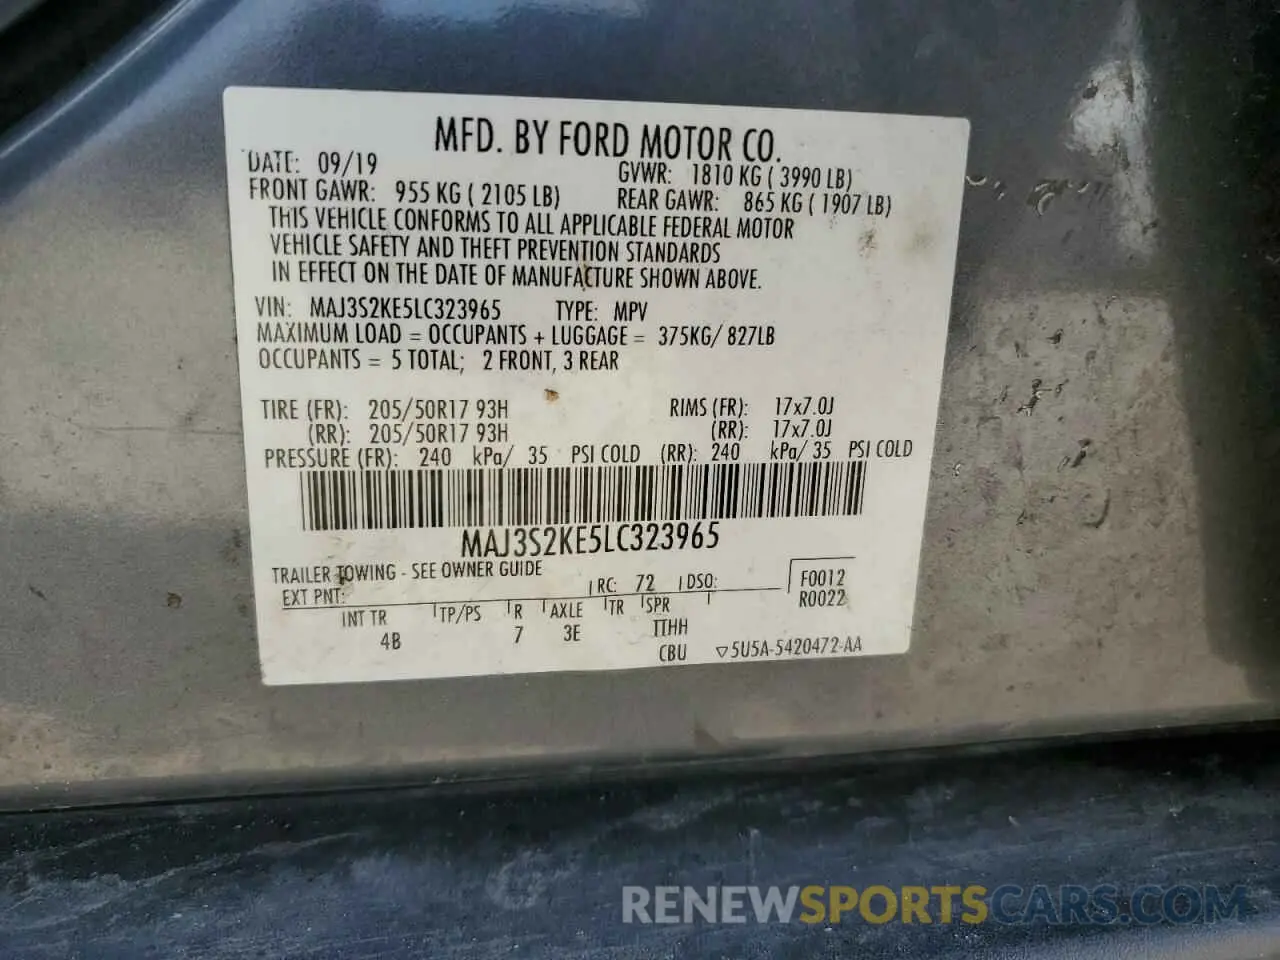 MFD. BY FORD MOTOR CO.
DATE: 09/19 GVWR: 1810 KG ( 3990 LB)
FRONT GAWR: 955 KG ( 2105 LB) REAR GAWR: 865 KG ( 1907 LB)
THIS VEHICLE CONFORMS TO ALL APPLICABLE FEDERAL MOTOR
VEHICLE SAFETY AND THEFT PREVENTION STANDARDS
IN EFFECT ON THE DATE OF MANUFACTURE SHOWN ABOVE.
VIN: MAJ3S2KE5LC323965 TYPE: MPV
MAXIMUM LOAD = OCCUPANTS + LUGGAGE = 375KG/ 827LB
OCCUPANTS = 5 TOTAL; 2 FRONT, 3 REAR
TIRE (FR): 205/50R17 93H RIMS (FR): 17x7.0J
(RR): 205/50R17 93H (RR): 17x7.0J
PRESSURE (FR): 240 kPa/ 35 PSI COLD (RR): 240 kPa/ 35 PSI COLD
MAJ3S2KE5LC323965
TRAILER TOWING - SEE OWNER GUIDE
EXT PNT: RC: 72 DSO: F0012
R0022
INT TR TP/PS R AXLE TR SPR
4B 7 3E TTHH
CBU ▽5U5A-5420472-AA
RENEWSPORTSCARS.COM